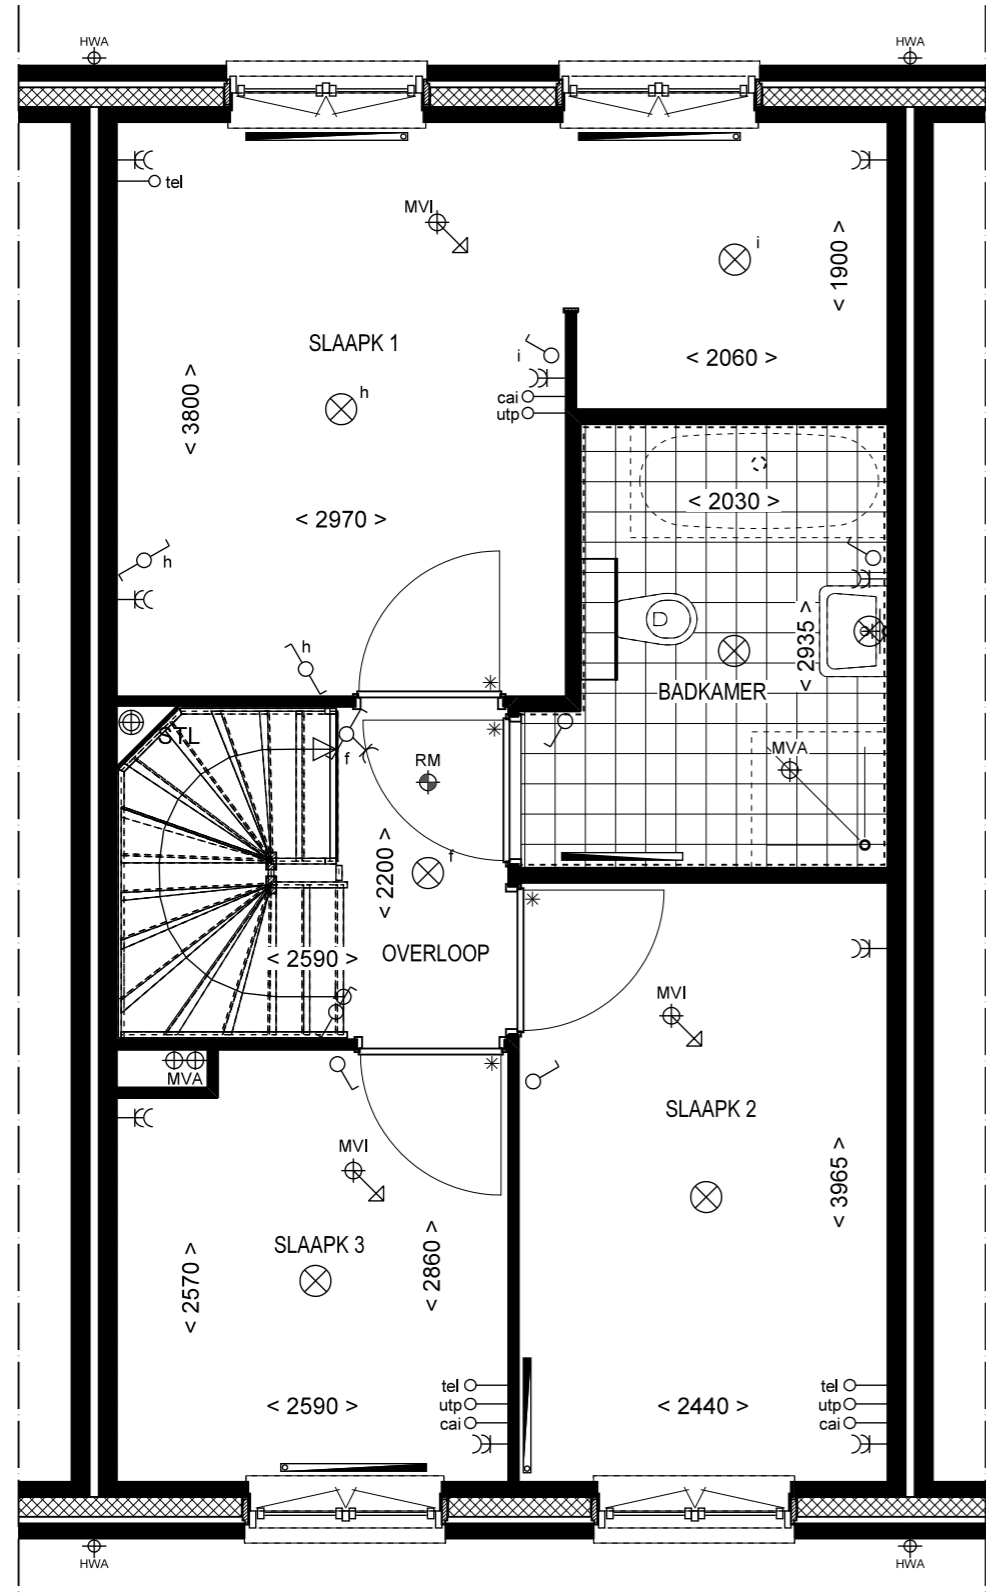 HWA
HWA
tel
MVI
i
< 1900 >
SLAAPK 1
i
< 2060 >
< 3800 >
h
cai
utp
< 2030 >
< 2970 >
h
h
< 2935 >
BADKAMER
STL
f
RM
MVA
< 2200 >
f
< 2590 >
OVERLOOP
MVI
MVA
SLAAPK 2
MVI
< 3965 >
SLAAPK 3
< 2570 >
< 2860 >
tel
tel
< 2590 >
utp
< 2440 >
utp
cai
cai
HWA
HWA